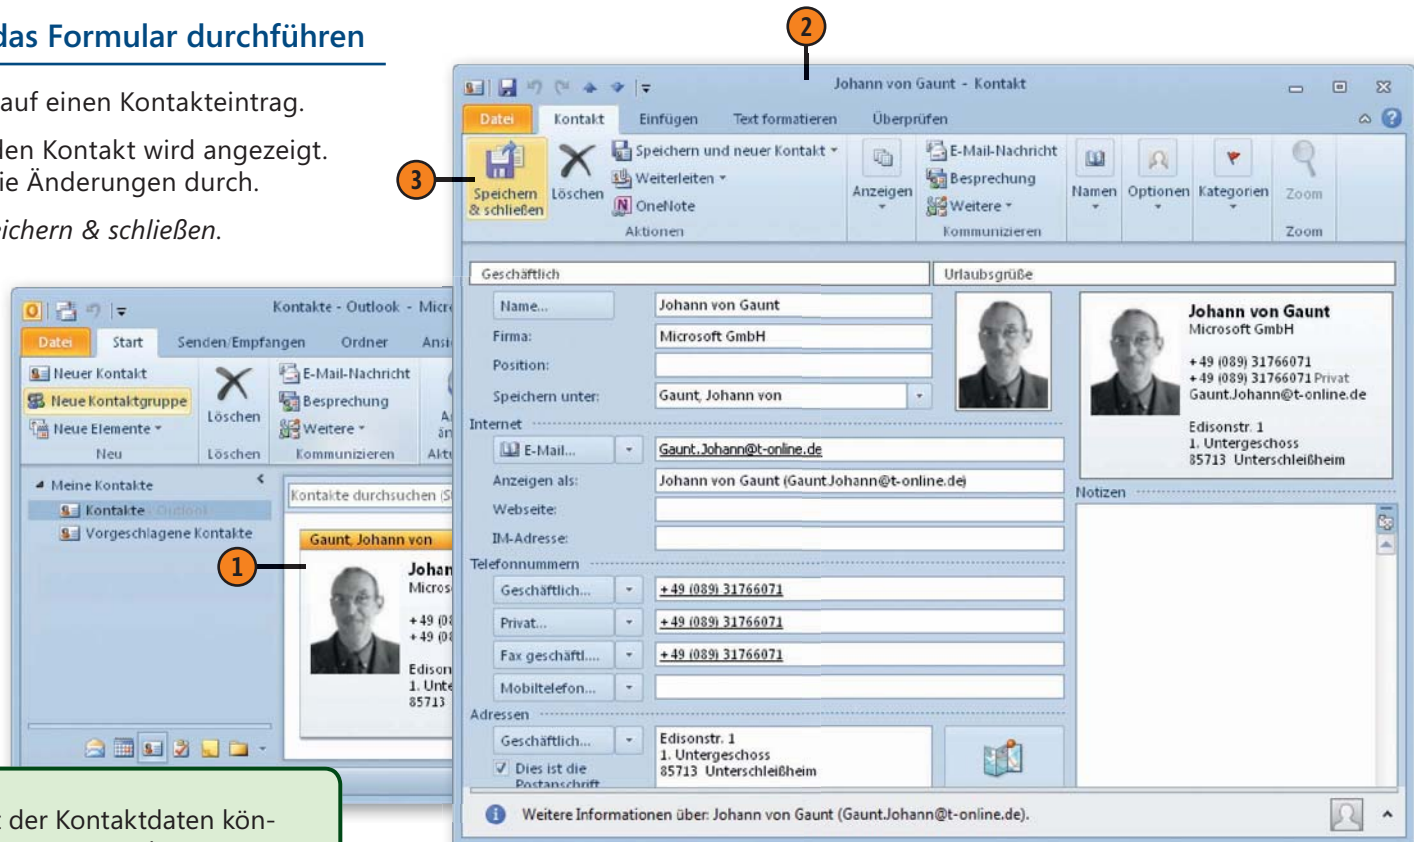 das Formular durchführen
auf einen Kontakteintrag.
den Kontakt wird angezeigt.
ie Änderungen durch.
eichern & schließen.
2
3
1
Johann von Gaunt - Kontakt
Datei Kontakt Einfügen Text formatieren Überprüfen
Speichern & schließen
Löschen
Speichern und neuer Kontakt
Weiterleiten
OneNote
Aktionen
Anzeigen
E-Mail-Nachricht
Besprechung
Weitere
Kommunizieren
Namen Optionen Kategorien Zoom
Zoom
Geschäftlich Urlaubsgrüße
Name... Johann von Gaunt
Firma: Microsoft GmbH
Position:
Speichern unter: Gaunt, Johann von
Internet
E-Mail... Gaunt.Johann@t-online.de
Anzeigen als: Johann von Gaunt (Gaunt.Johann@t-online.de)
Webseite:
IM-Adresse:
Telefonnummern
Geschäftlich... +49 (089) 31766071
Privat... +49 (089) 31766071
Fax geschäftl.... +49 (089) 31766071
Mobiltelefon...
Adressen
Geschäftlich... Edisonstr. 1
1. Untergeschoss
85713 Unterschleißheim
Dies ist die
Postanschrift
Johann von Gaunt
Microsoft GmbH
+49 (089) 31766071
+49 (089) 31766071 Privat
Gaunt.Johann@t-online.de
Edisonstr. 1
1. Untergeschoss
85713 Unterschleißheim
Notizen
Weitere Informationen über: Johann von Gaunt (Gaunt.Johann@t-online.de).
Kontakte - Outlook - Micr
Datei Start Senden/Empfangen Ordner Ansi
Neuer Kontakt
Neue Kontaktgruppe
Neue Elemente
Neu
Löschen
Löschen
E-Mail-Nachricht
Besprechung
Weitere
Kommunizieren
Aktu
Meine Kontakte
Kontakte
Vorgeschlagene Kontakte
Kontakte durchsuchen (S
Gaunt, Johann von
Johan
Micros
+49 (08
+49 (08
Edison
1. Unte
85713
t der Kontaktdaten kön-